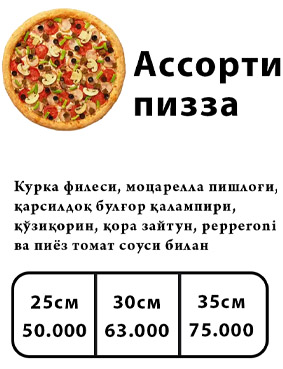 Ассорти
пизза
Курка филеси, моцарелла пишлоғи,
қарсилдоқ булғор қалампири,
қўзиқорин, қора зайтун, pepperoni
ва пиёз томат соуси билан
25см 30см 35см
50.000 63.000 75.000